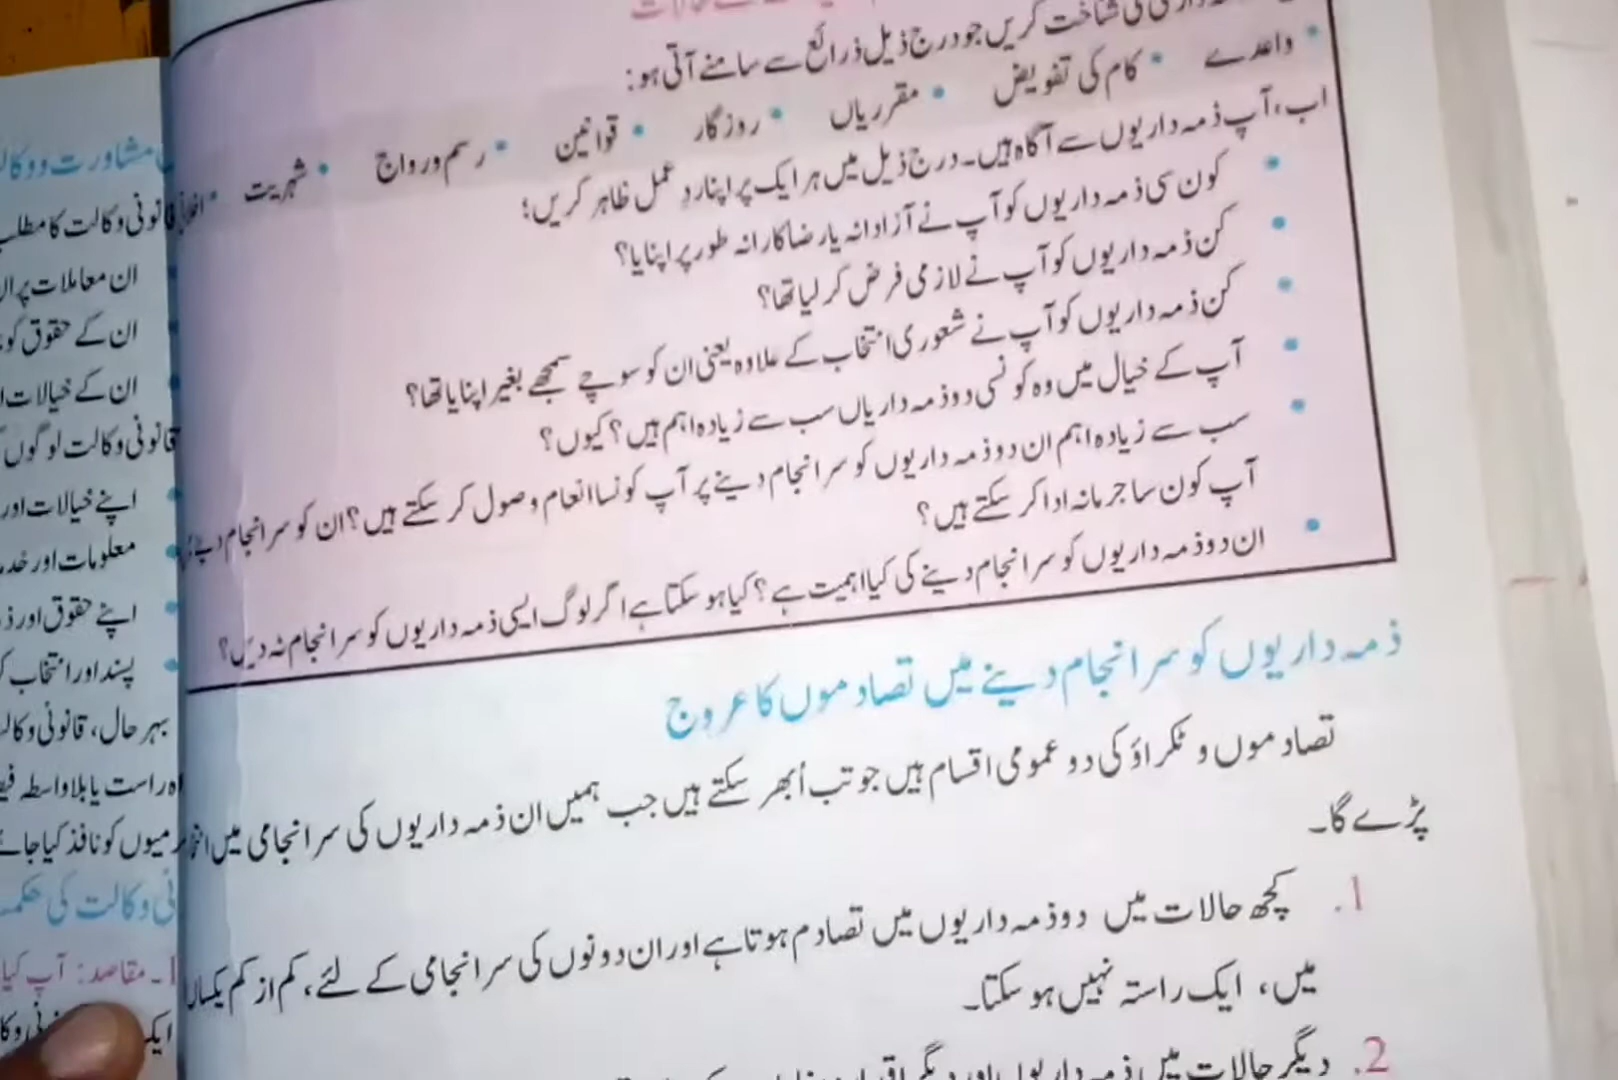 کی شناخت کریں جو درج ذیل ذرائع سے سامنے آتی ہو:
• واعدے • کام کی تفویض • مقرریاں • روزگار • قوانین • رسم ورواج • شہریت •
اب، آپ ذمہ داریوں سے آگاہ ہیں۔ درج ذیل میں ہر ایک پر اپنا ردِ عمل ظاہر کریں؛
• کون سی ذمہ داریوں کو آپ نے آزادانہ یا رضاکارانہ طور پر اپنایا؟
• کن ذمہ داریوں کو آپ نے لازمی فرض کر لیا تھا؟
• کن ذمہ داریوں کو آپ نے شعوری انتخاب کے علاوہ یعنی ان کو سوچے سمجھے بغیر اپنایا تھا؟
• آپ کے خیال میں وہ کونسی دو ذمہ داریاں سب سے زیادہ اہم ہیں؟ کیوں؟
• سب سے زیادہ اہم ان دو ذمہ داریوں کو سرانجام دینے پر آپ کونسا انعام وصول کر سکتے ہیں؟ ان کو سرانجام
آپ کون سا جرمانہ ادا کر سکتے ہیں؟
• ان دو ذمہ داریوں کو سرانجام دینے کی کیا اہمیت ہے؟ کیا ہو سکتا ہے اگر لوگ ایسی ذمہ داریوں کو سرانجام نہ دیں؟
ذمہ داریوں کو سرانجام دینے میں تصادموں کا عروج
تصادموں و ٹکراؤ کی دو عمومی اقسام ہیں جو تب اُبھر سکتے ہیں جب ہمیں ان ذمہ داریوں کی سرانجامی میں
پڑے گا۔
1. کچھ حالات میں دو ذمہ داریوں میں تصادم ہوتا ہے اور ان دونوں کی سرانجامی کے لئے، کم از کم یکساں
میں، ایک راستہ نہیں ہو سکتا۔
2. دیگر حالات میں ذمہ داریوں اور دیگر
مشاورت و
قانونی وکالت کا مطلب
ان معاملات پر
ان کے حقوق کو
ان کے خیالات
قانونی وکالت لوگوں
• اپنے خیالات اور
• معلومات اور
• اپنے حقوق اور
• پسند اور انتخاب
بہر حال، قانونی
راست یا بلاواسطہ
کو نافذ کیا جائے
وکالت کی
1۔ مقاصد: آپ کیا
ایک